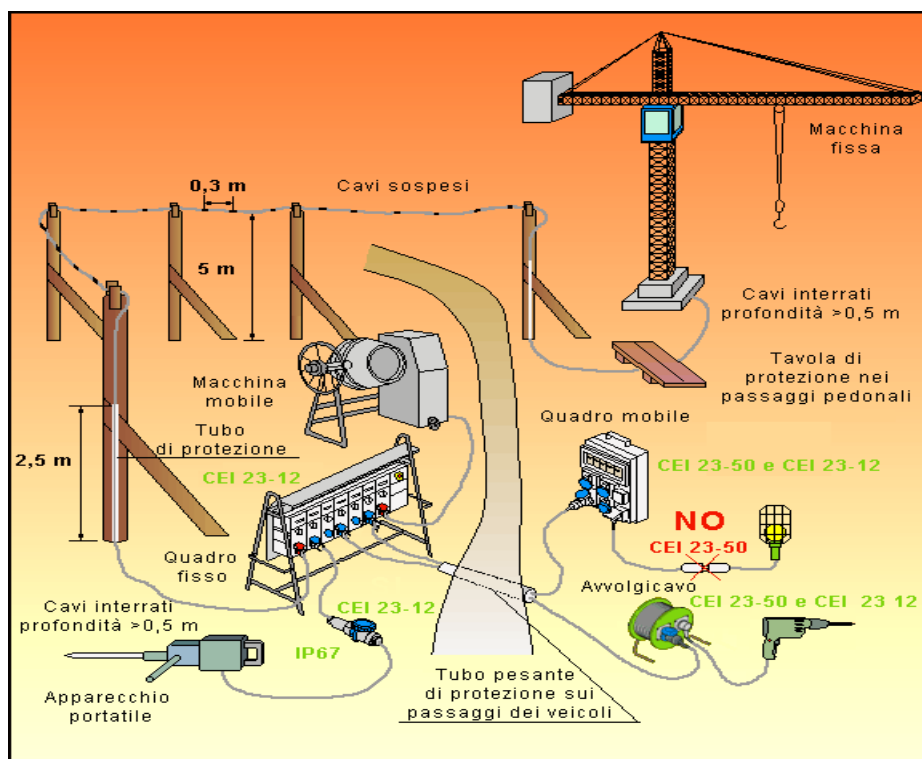 Macchina
fissa
0,3 m
Cavi sospesi
5 m
Cavi interrati
profondità >0,5 m
Tavola di
protezione nei
passaggi pedonali
Macchina
mobile
Quadro mobile
Tubo
di protezione
2,5 m
CEI 23-12
CEI 23-50 e CEI 23-12
NO
CEI 23-50
Quadro
fisso
Avvolgicavo
CEI 23-50 e CEI 23 12
Cavi interrati
profondità >0,5 m
CEI 23-12
IP67
Apparecchio
portatile
Tubo pesante
di protezione sui
passaggi dei veicoli